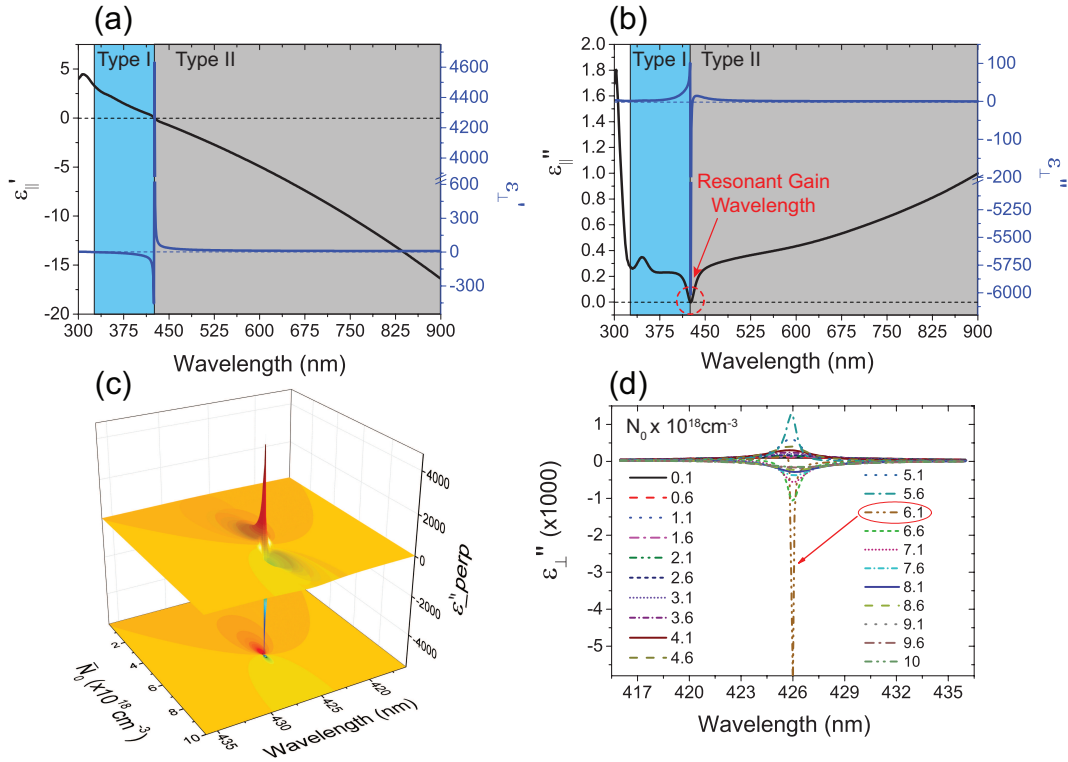 (a)
Type I
Type II
5
0
-5
-10
-15
-20
4600
4400
4200
4000
600
300
0
-300
ε||'
ε⊥'
300 375 450 525 600 675 750 825 900
Wavelength (nm)
(b)
Type I
Type II
2.0
1.8
1.6
1.4
1.2
1.0
0.8
0.6
0.4
0.2
0.0
100
0
-100
-200
-5250
-5500
-5750
-6000
ε||"
ε⊥"
Resonant Gain
Wavelength
300 375 450 525 600 675 750 825 900
Wavelength (nm)
(c)
4000
2000
0
-2000
-4000
ε"_perp
2
4
6
8
10
N̅0 (x10^18cm^-3)
435 430 425 420
Wavelength (nm)
(d)
N0 x 10^18cm^-3
1
0
-1
-2
-3
-4
-5
ε⊥" (x1000)
0.1
0.6
1.1
1.6
2.1
2.6
3.1
3.6
4.1
4.6
5.1
5.6
6.1
6.6
7.1
7.6
8.1
8.6
9.1
9.6
10
417 420 423 426 429 432 435
Wavelength (nm)